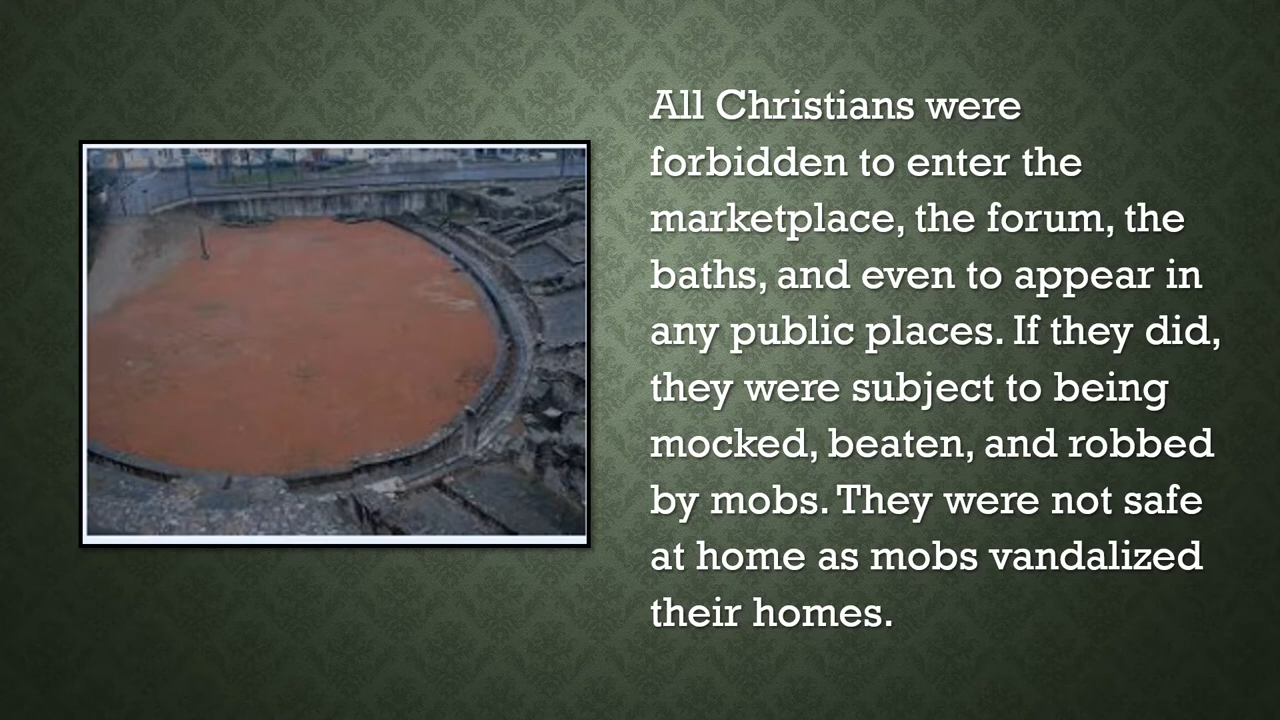 All Christians were
forbidden to enter the
marketplace, the forum, the
baths, and even to appear in
any public places. If they did,
they were subject to being
mocked, beaten, and robbed
by mobs. They were not safe
at home as mobs vandalized
their homes.